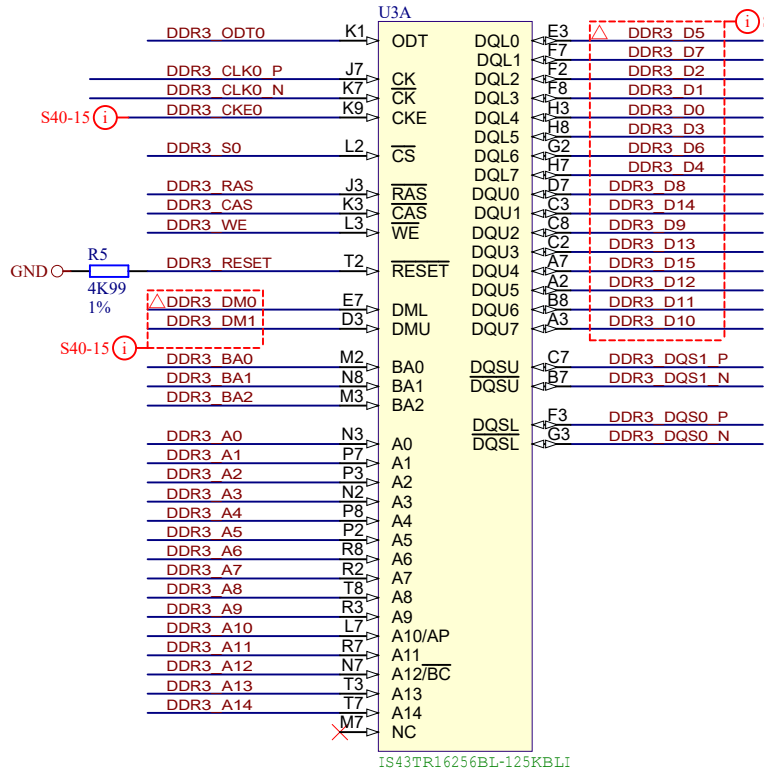 U3A
DDR3_ODT0 K1 ODT DQL0 E3 DDR3_D5 i
DQL1 F7 DDR3_D7
DDR3_CLK0_P J7 CK DQL2 F2 DDR3_D2
DDR3_CLK0_N K7 CK DQL3 F8 DDR3_D1
S40-15 i DDR3_CKE0 K9 CKE DQL4 H3 DDR3_D0
DQL5 H8 DDR3_D3
DDR3_S0 L2 CS DQL6 G2 DDR3_D6
DQL7 H7 DDR3_D4
DDR3_RAS J3 RAS DQU0 D7 DDR3_D8
DDR3_CAS K3 CAS DQU1 C3 DDR3_D14
DDR3_WE L3 WE DQU2 C8 DDR3_D9
DQU3 C2 DDR3_D13
GND R5 DDR3_RESET T2 RESET DQU4 A7 DDR3_D15
4K99 DQU5 A2 DDR3_D12
1% DDR3_DM0 E7 DML DQU6 B8 DDR3_D11
DDR3_DM1 D3 DMU DQU7 A3 DDR3_D10
S40-15 i
DDR3_BA0 M2 BA0 DQSU C7 DDR3_DQS1_P
DDR3_BA1 N8 BA1 DQSU B7 DDR3_DQS1_N
DDR3_BA2 M3 BA2
DQSL F3 DDR3_DQS0_P
DDR3_A0 N3 A0 DQSL G3 DDR3_DQS0_N
DDR3_A1 P7 A1
DDR3_A2 P3 A2
DDR3_A3 N2 A3
DDR3_A4 P8 A4
DDR3_A5 P2 A5
DDR3_A6 R8 A6
DDR3_A7 R2 A7
DDR3_A8 T8 A8
DDR3_A9 R3 A9
DDR3_A10 L7 A10/AP
DDR3_A11 R7 A11
DDR3_A12 N7 A12/BC
DDR3_A13 T3 A13
DDR3_A14 T7 A14
M7 NC
IS43TR16256BL-125KBLI